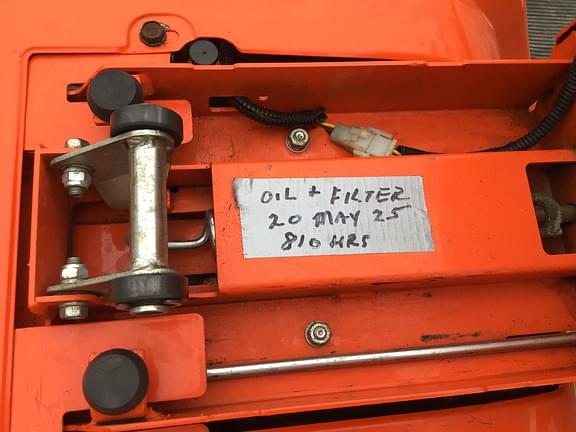 OIL + FILTER
20 MAY 25
810 HRS